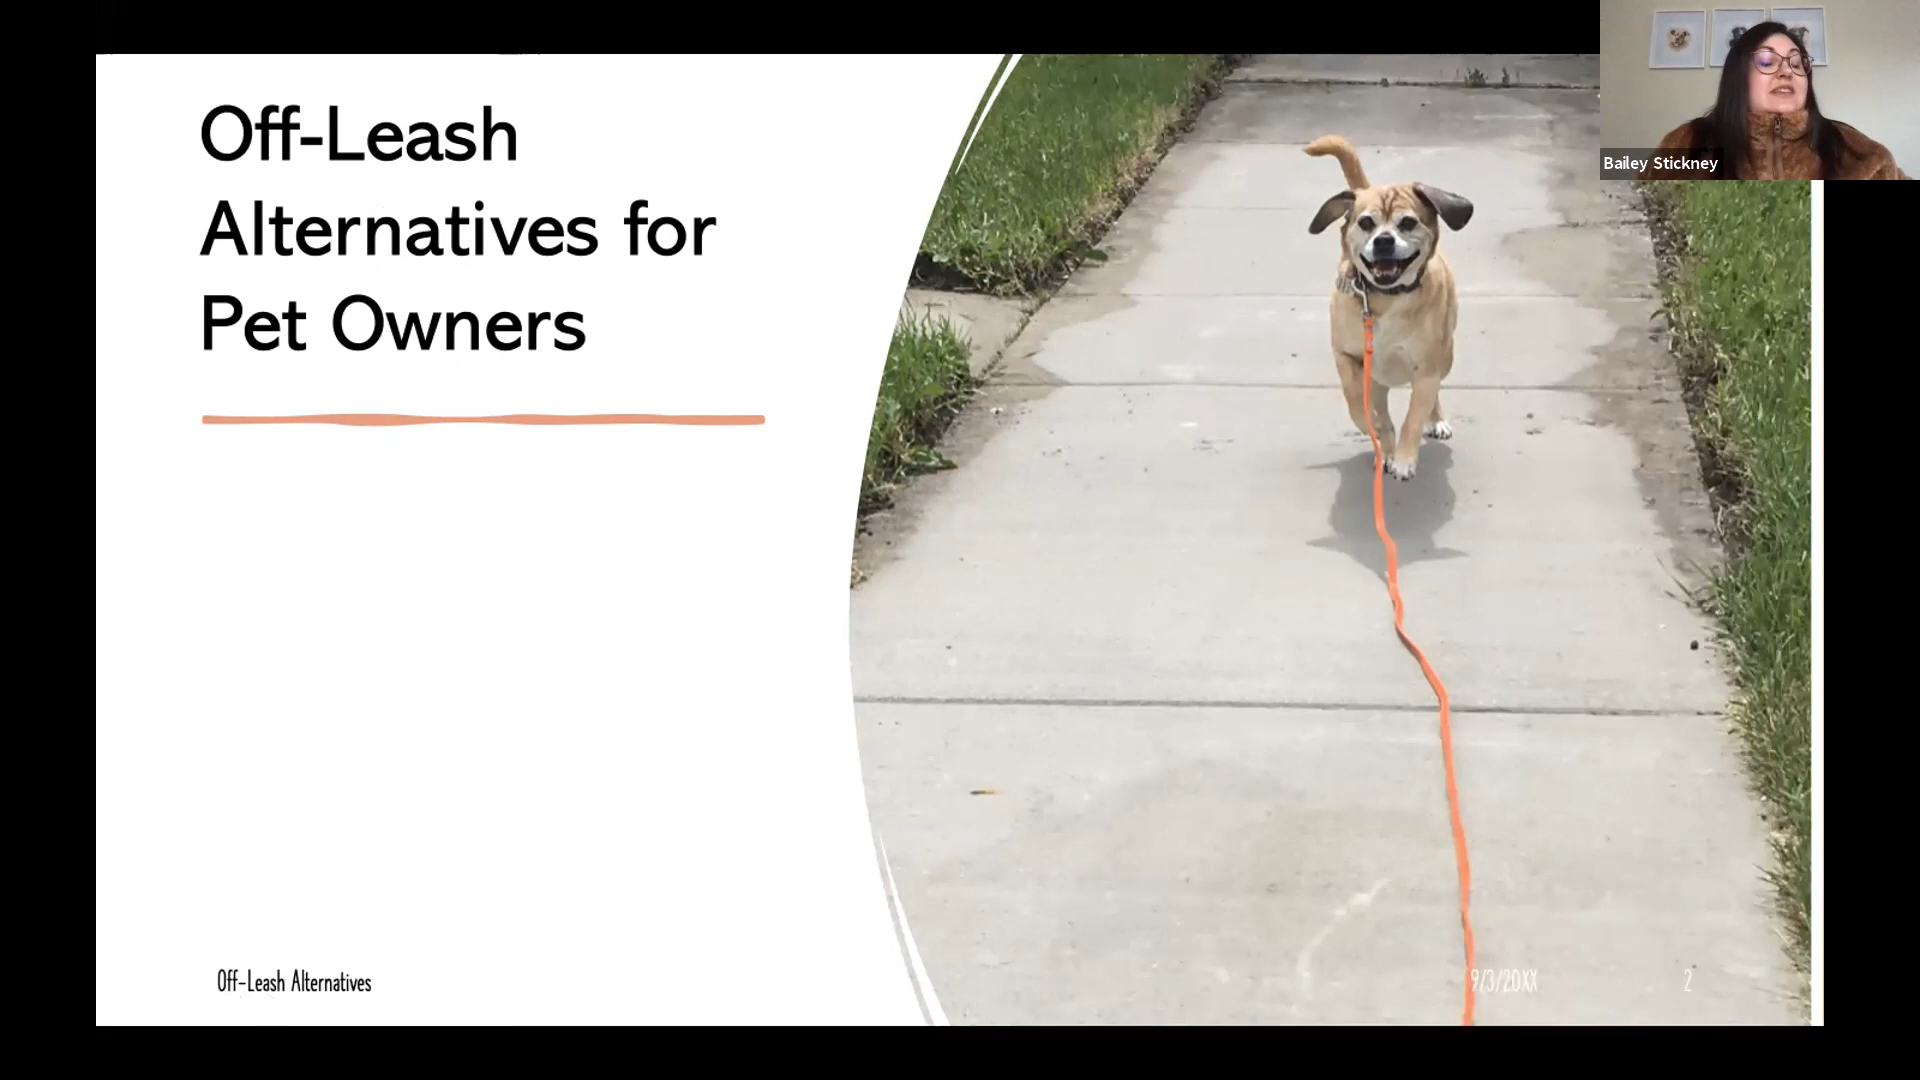 Off-Leash
Alternatives for
Pet Owners
Bailey Stickney
Off-Leash Alternatives
9/3/20XX
2